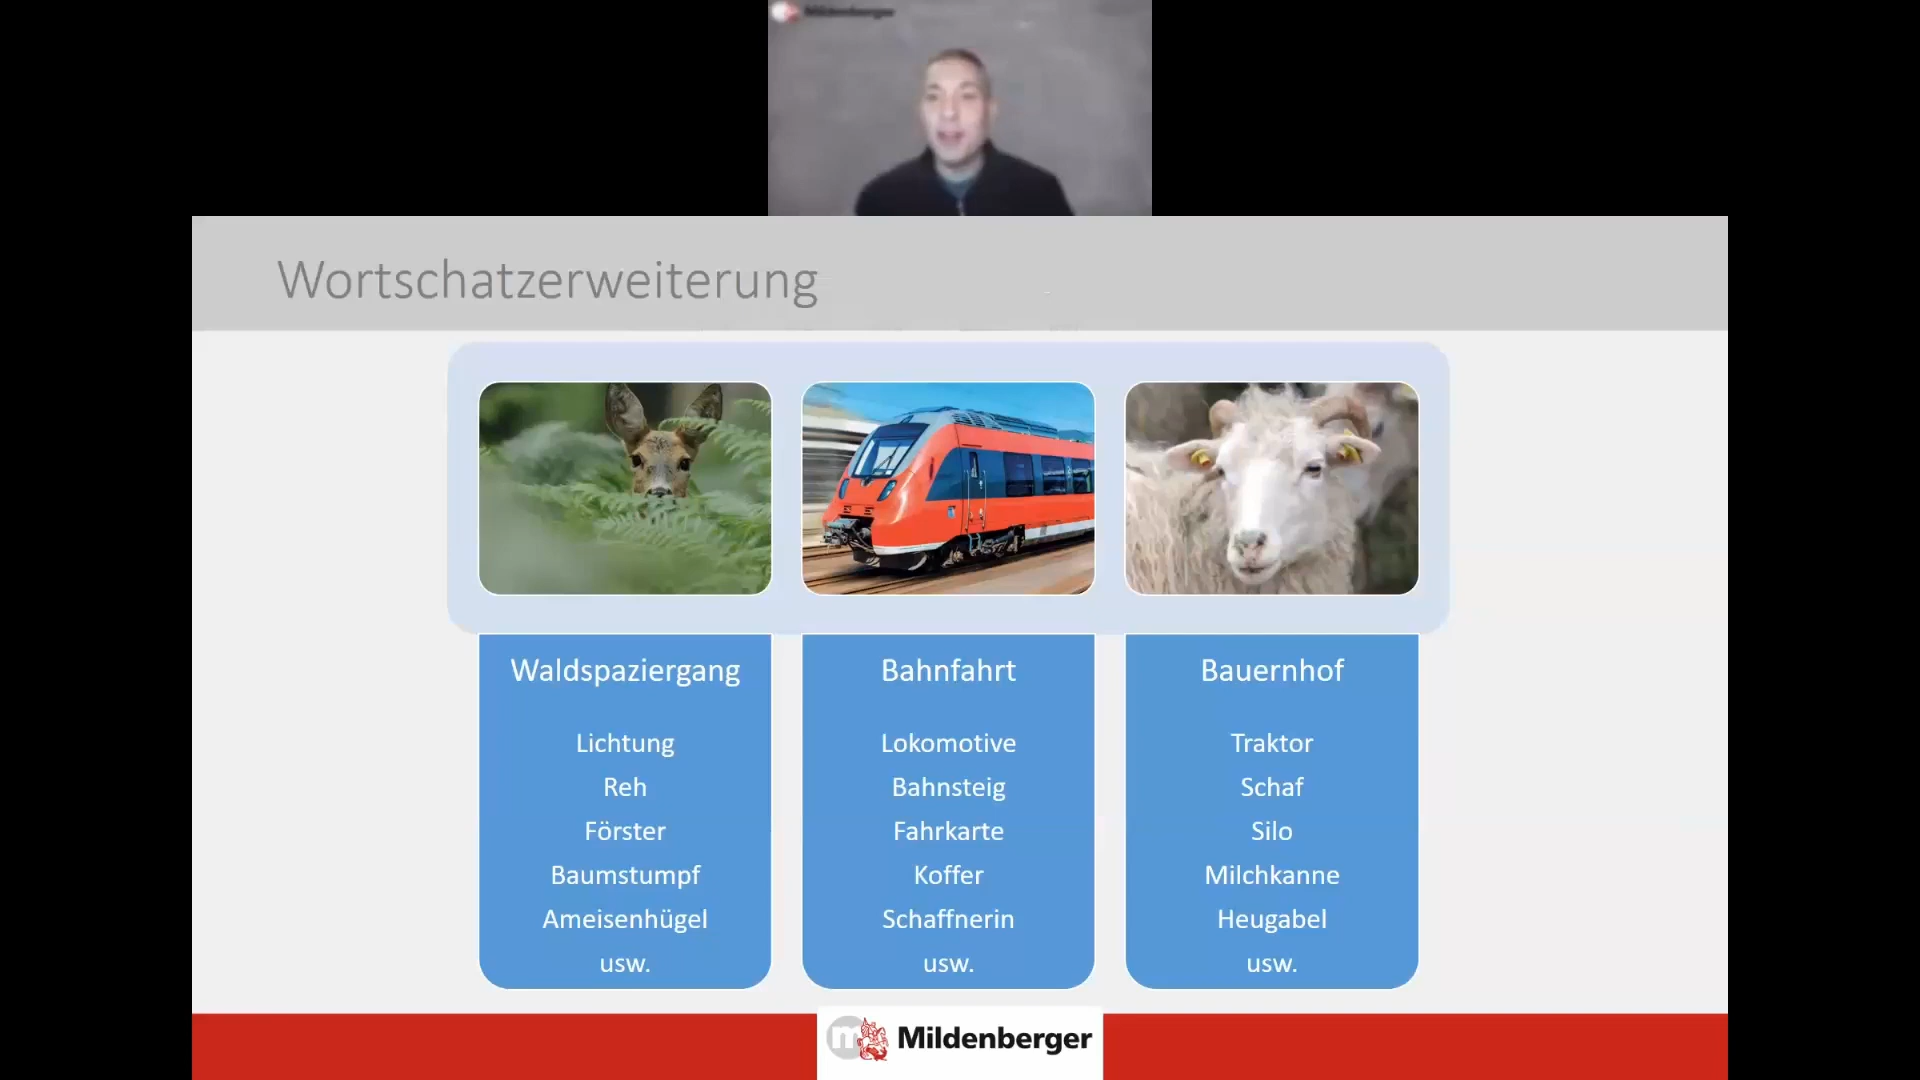 Mildenberger
Wortschatzerweiterung
Waldspaziergang
Lichtung
Reh
Förster
Baumstumpf
Ameisenhügel
usw.
Bahnfahrt
Lokomotive
Bahnsteig
Fahrkarte
Koffer
Schaffnerin
usw.
Bauernhof
Traktor
Schaf
Silo
Milchkanne
Heugabel
usw.
m Mildenberger